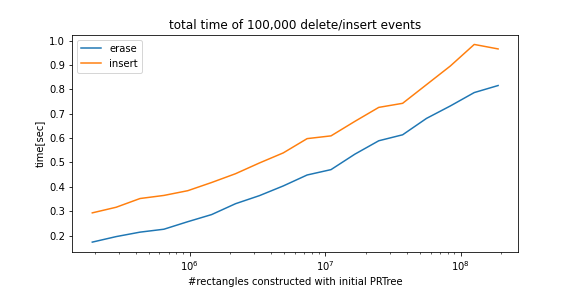 total time of 100,000 delete/insert events
erase
insert
1.0
0.9
0.8
0.7
0.6
0.5
0.4
0.3
0.2
time[sec]
10⁶
10⁷
10⁸
#rectangles constructed with initial PRTree